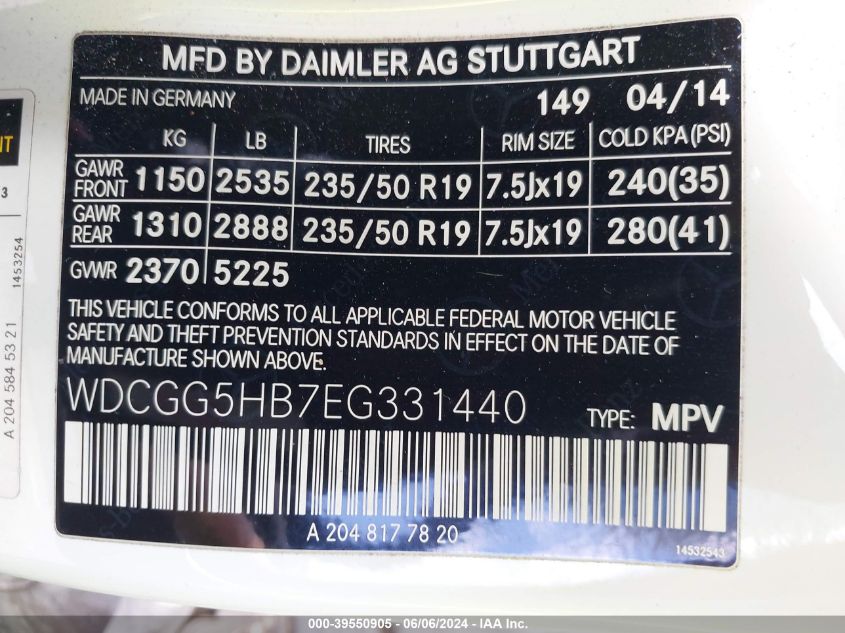 MFD BY DAIMLER AG STUTTGART
MADE IN GERMANY 149 04/14
KG LB TIRES RIM SIZE COLD KPA(PSI)
GAWR FRONT 1150 2535 235/50 R19 7.5Jx19 240(35)
GAWR REAR 1310 2888 235/50 R19 7.5Jx19 280(41)
GVWR 2370 5225
THIS VEHICLE CONFORMS TO ALL APPLICABLE FEDERAL MOTOR VEHICLE
SAFETY AND THEFT PREVENTION STANDARDS IN EFFECT ON THE DATE OF
MANUFACTURE SHOWN ABOVE.
WDCGG5HB7EG331440 TYPE: MPV
A 204 817 78 20
14532543
A 204 584 53 21 1453254
000-39550905 - 06/06/2024 - IAA Inc.